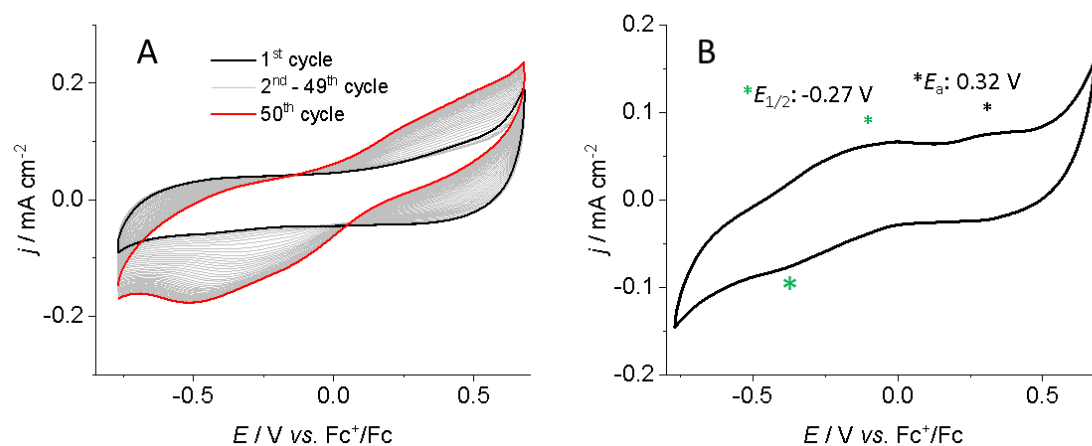 A
1st cycle
2nd - 49th cycle
50th cycle
0.2
0.0
-0.2
j / mA cm-2
-0.5
0.0
0.5
E / V vs. Fc+/Fc
B
*E1/2: -0.27 V
*Ea: 0.32 V
*
*
*
0.2
0.1
0.0
-0.1
-0.2
j / mA cm-2
-0.5
0.0
0.5
E / V vs. Fc+/Fc